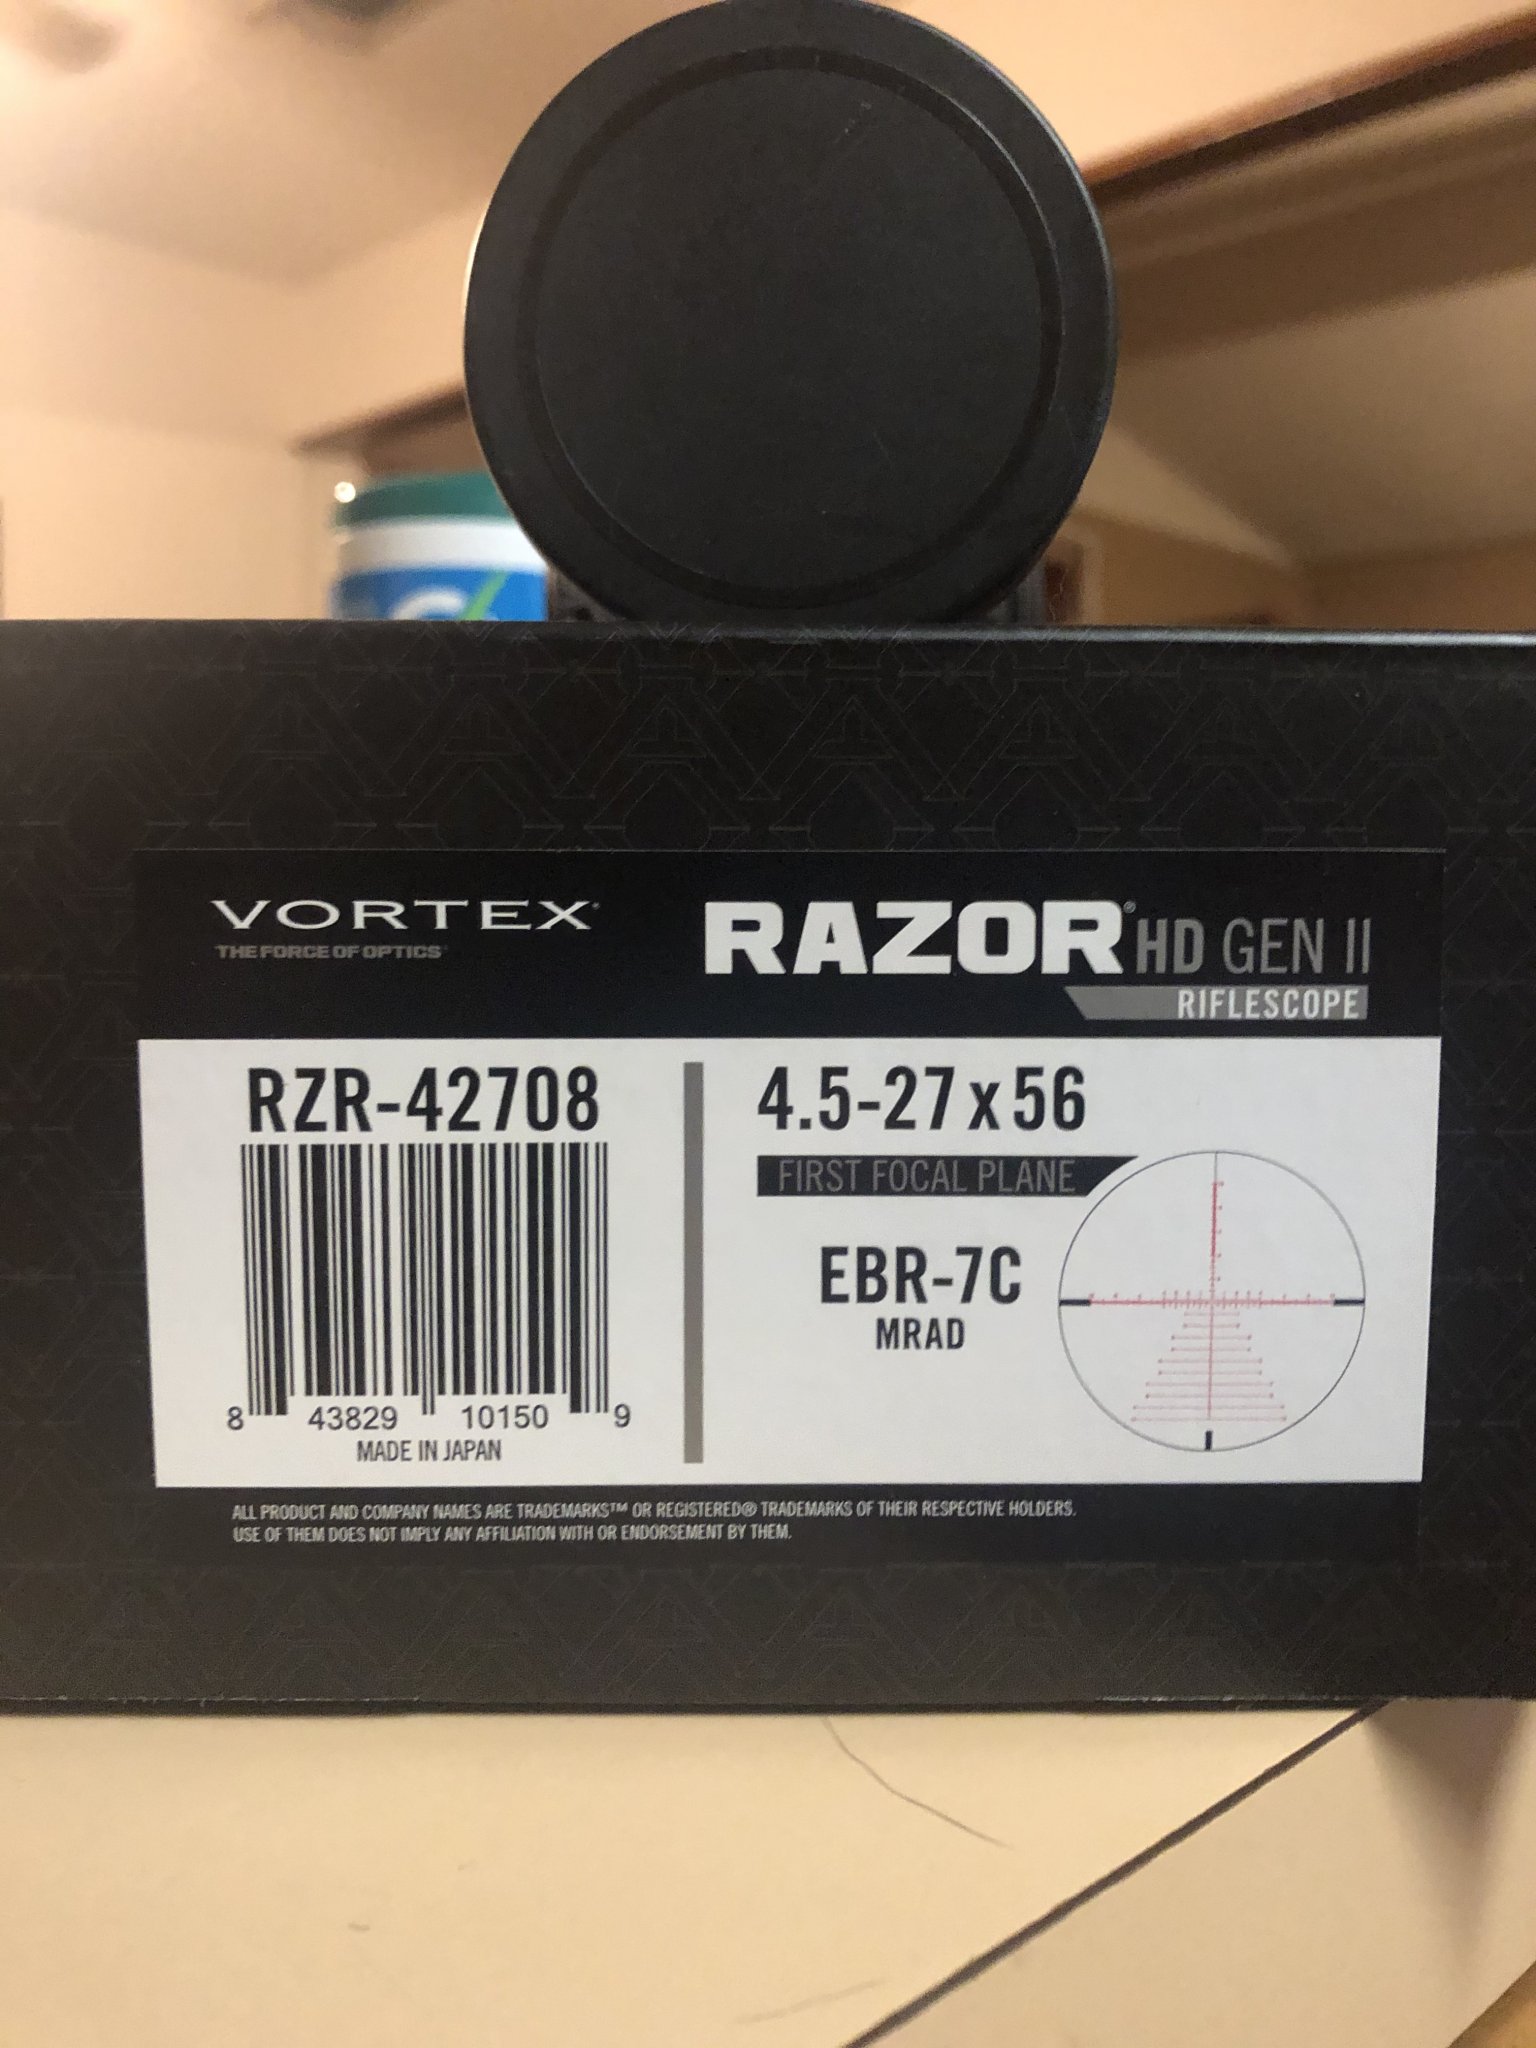 VORTEX®
THE FORCE OF OPTICS
RAZOR® HD GEN II
RIFLESCOPE
RZR-42708
8 43829 10150 9
MADE IN JAPAN
4.5-27x56
FIRST FOCAL PLANE
EBR-7C
MRAD
ALL PRODUCT AND COMPANY NAMES ARE TRADEMARKS™ OR REGISTERED® TRADEMARKS OF THEIR RESPECTIVE HOLDERS.
USE OF THEM DOES NOT IMPLY ANY AFFILIATION WITH OR ENDORSEMENT BY THEM.